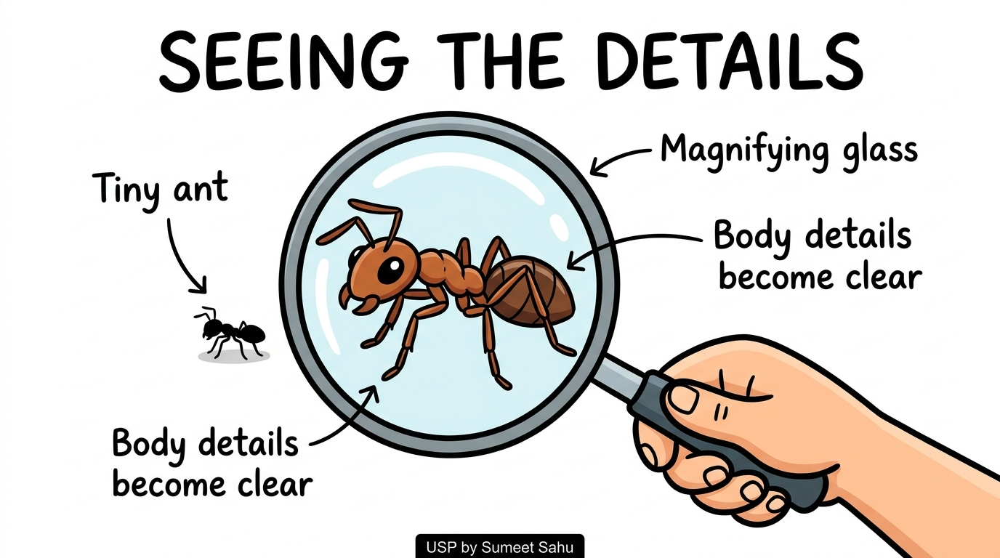 SEEING THE DETAILS
Tiny ant
Magnifying glass
Body details
become clear
Body details
become clear
USP by Sumeet Sahu